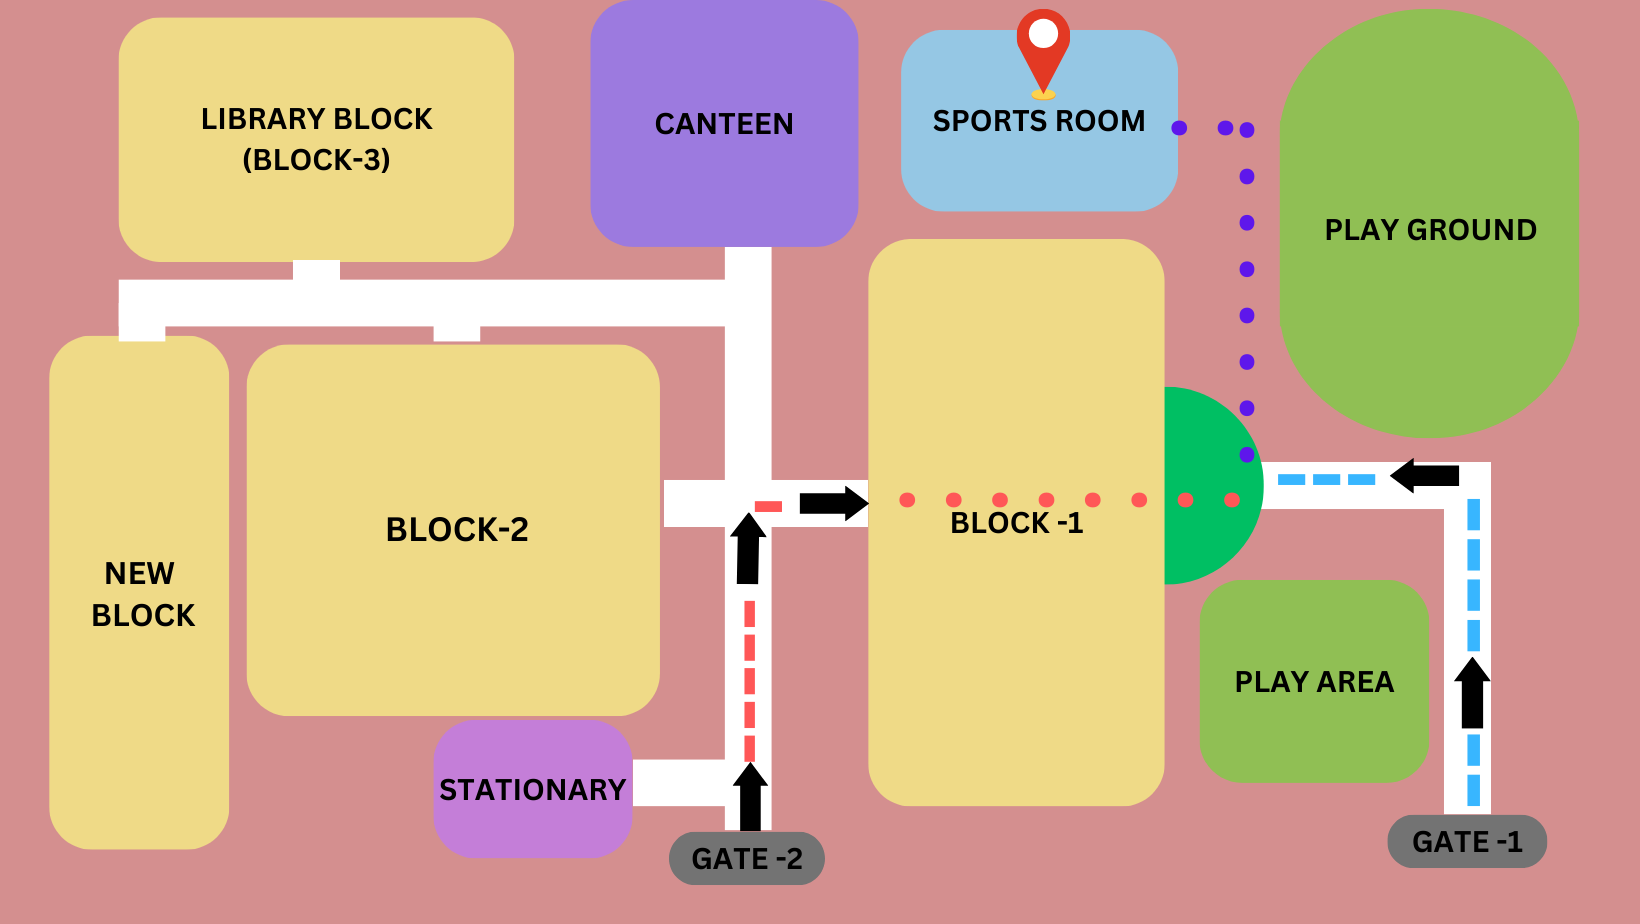 LIBRARY BLOCK
(BLOCK-3)
CANTEEN
SPORTS ROOM
PLAY GROUND
BLOCK-2
BLOCK -1
NEW
BLOCK
PLAY AREA
STATIONARY
GATE -2
GATE -1